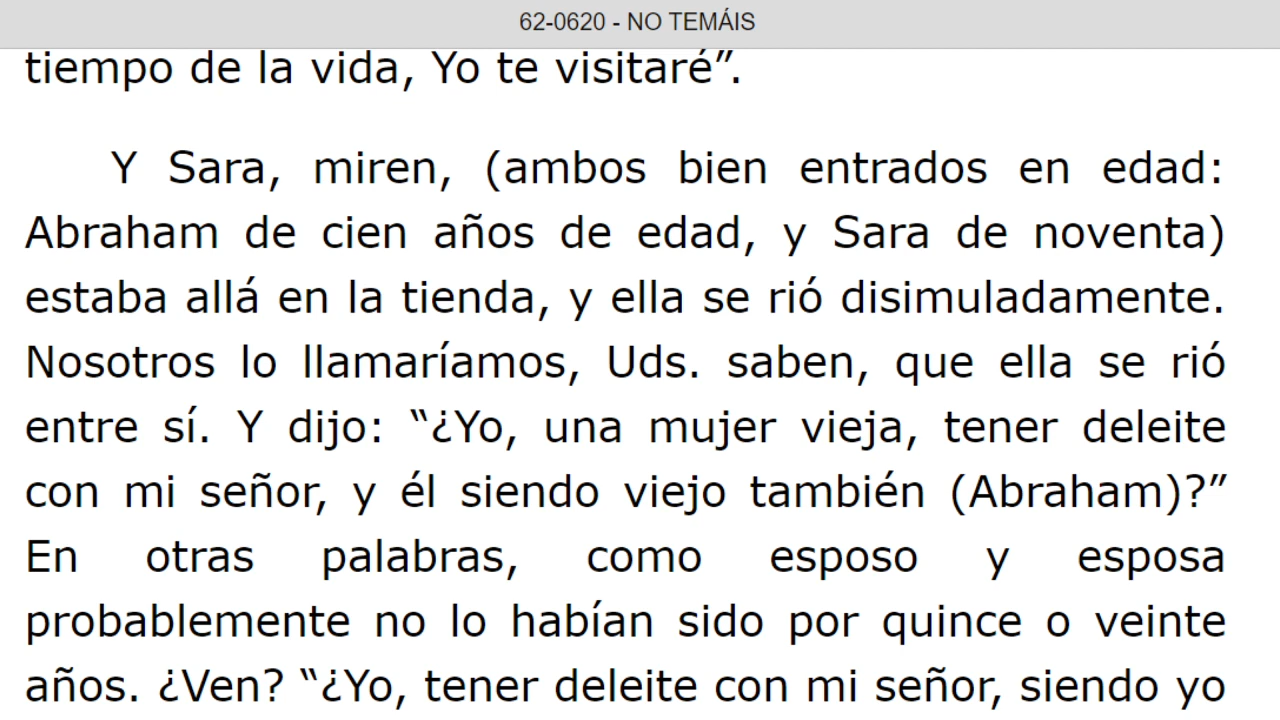 62-0620 - NO TEMÁIS
tiempo de la vida, Yo te visitaré”.
Y Sara, miren, (ambos bien entrados en edad:
Abraham de cien años de edad, y Sara de noventa)
estaba allá en la tienda, y ella se rió disimuladamente.
Nosotros lo llamaríamos, Uds. saben, que ella se rió
entre sí. Y dijo: “¿Yo, una mujer vieja, tener deleite
con mi señor, y él siendo viejo también (Abraham)?”
En otras palabras, como esposo y esposa
probablemente no lo habían sido por quince o veinte
años. ¿Ven? “¿Yo, tener deleite con mi señor, siendo yo